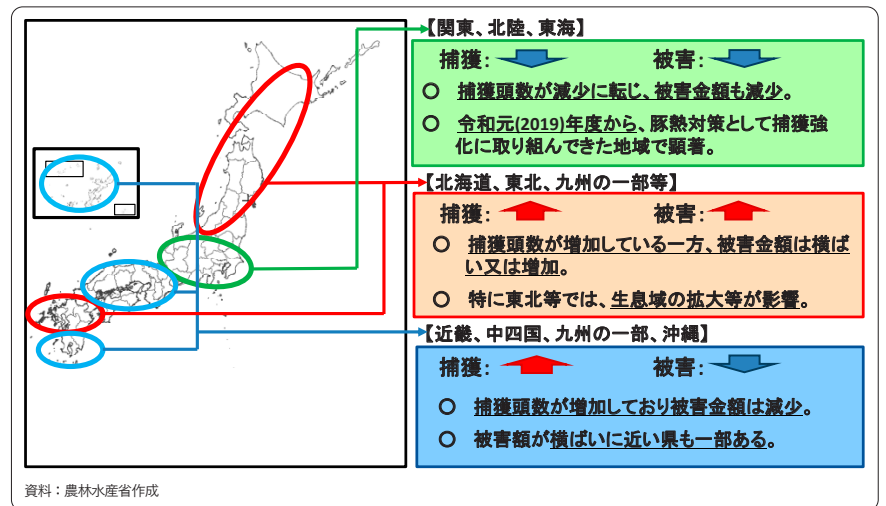 【関東、北陸、東海】
捕獲： 被害：
○ 捕獲頭数が減少に転じ、被害金額も減少。
○ 令和元(2019)年度から、豚熱対策として捕獲強
化に取り組んできた地域で顕著。
【北海道、東北、九州の一部等】
捕獲： 被害：
○ 捕獲頭数が増加している一方、被害金額は横ば
い又は増加。
○ 特に東北等では、生息域の拡大等が影響。
【近畿、中四国、九州の一部、沖縄】
捕獲： 被害：
○ 捕獲頭数が増加しており被害金額は減少。
○ 被害額が横ばいに近い県も一部ある。
資料：農林水産省作成